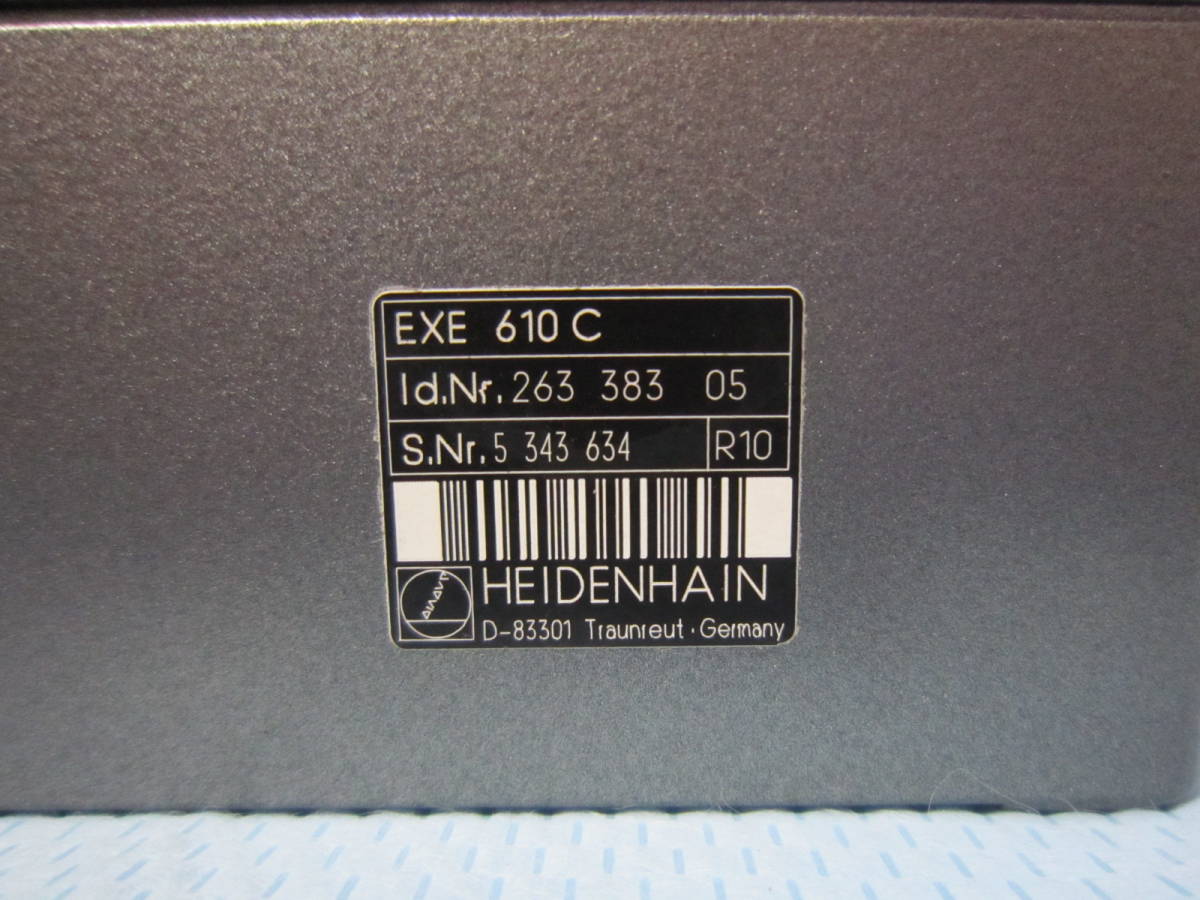 EXE 610 C
Id.Nr. 263 383 05
S.Nr. 5 343 634 R10
HEIDENHAIN
D-83301 Traunreut · Germany